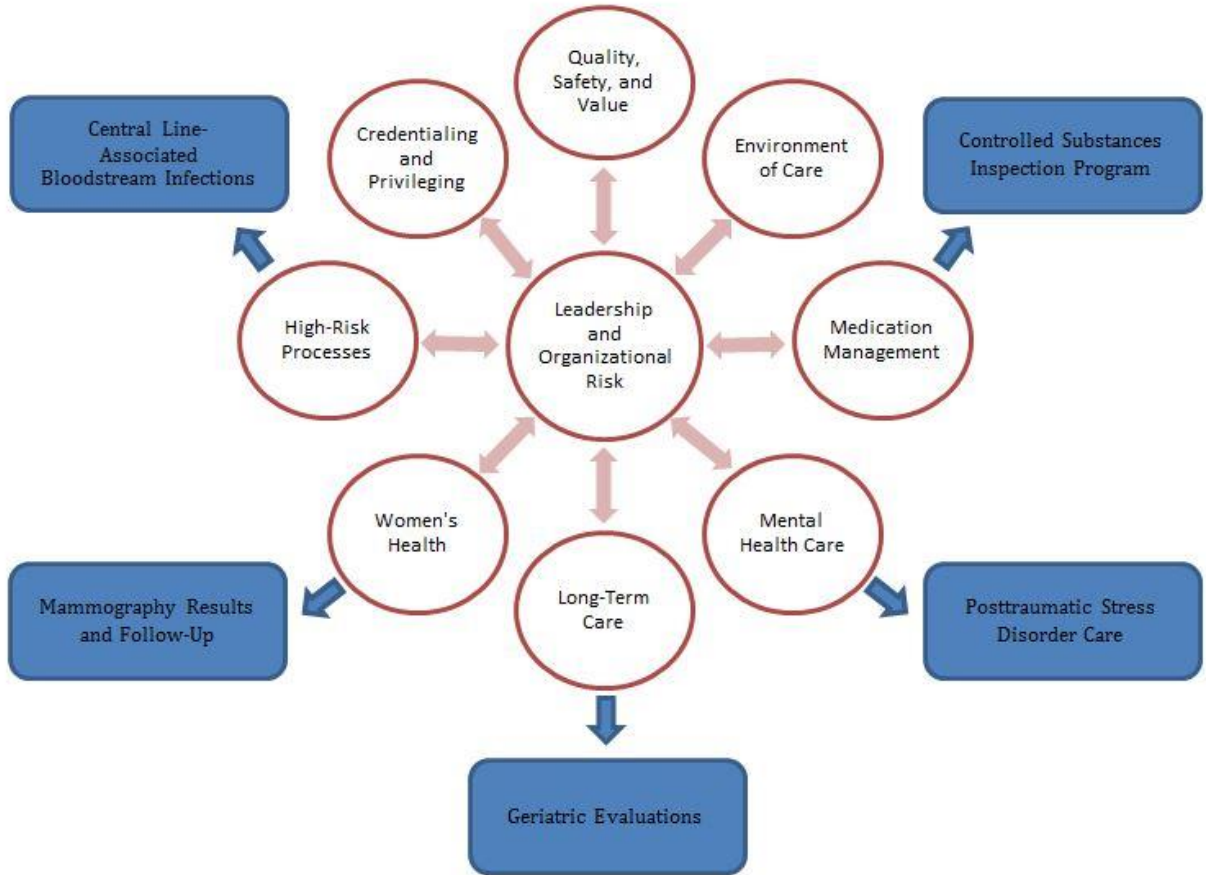 Quality,
Safety, and
Value
Central Line-
Associated
Bloodstream Infections
Credentialing
and
Privileging
Environment
of Care
Controlled Substances
Inspection Program
High-Risk
Processes
Leadership
and
Organizational
Risk
Medication
Management
Women's
Health
Mental
Health Care
Long-Term
Care
Mammography Results
and Follow-Up
Posttraumatic Stress
Disorder Care
Geriatric Evaluations